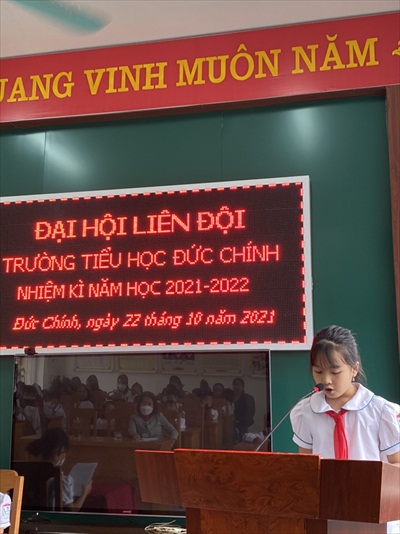 UANG VINH MUÔN NĂM
ĐẠI HỘI LIÊN ĐỘI
TRƯỜNG TIỂU HỌC ĐỨC CHÍNH
NHIỆM KÌ NĂM HỌC 2021-2022
Đức Chính, ngày 22 tháng 10 năm 2021